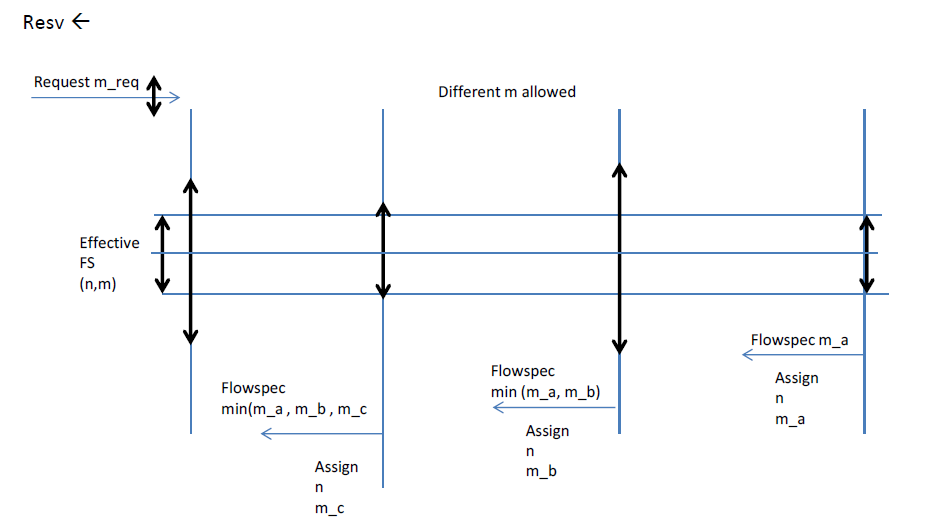 Resv ←
Request m_req
Different m allowed
Effective
FS
(n,m)
Flowspec m_a
Assign
n
m_a
Flowspec
min (m_a, m_b)
Assign
n
m_b
Flowspec
min(m_a , m_b , m_c
Assign
n
m_c